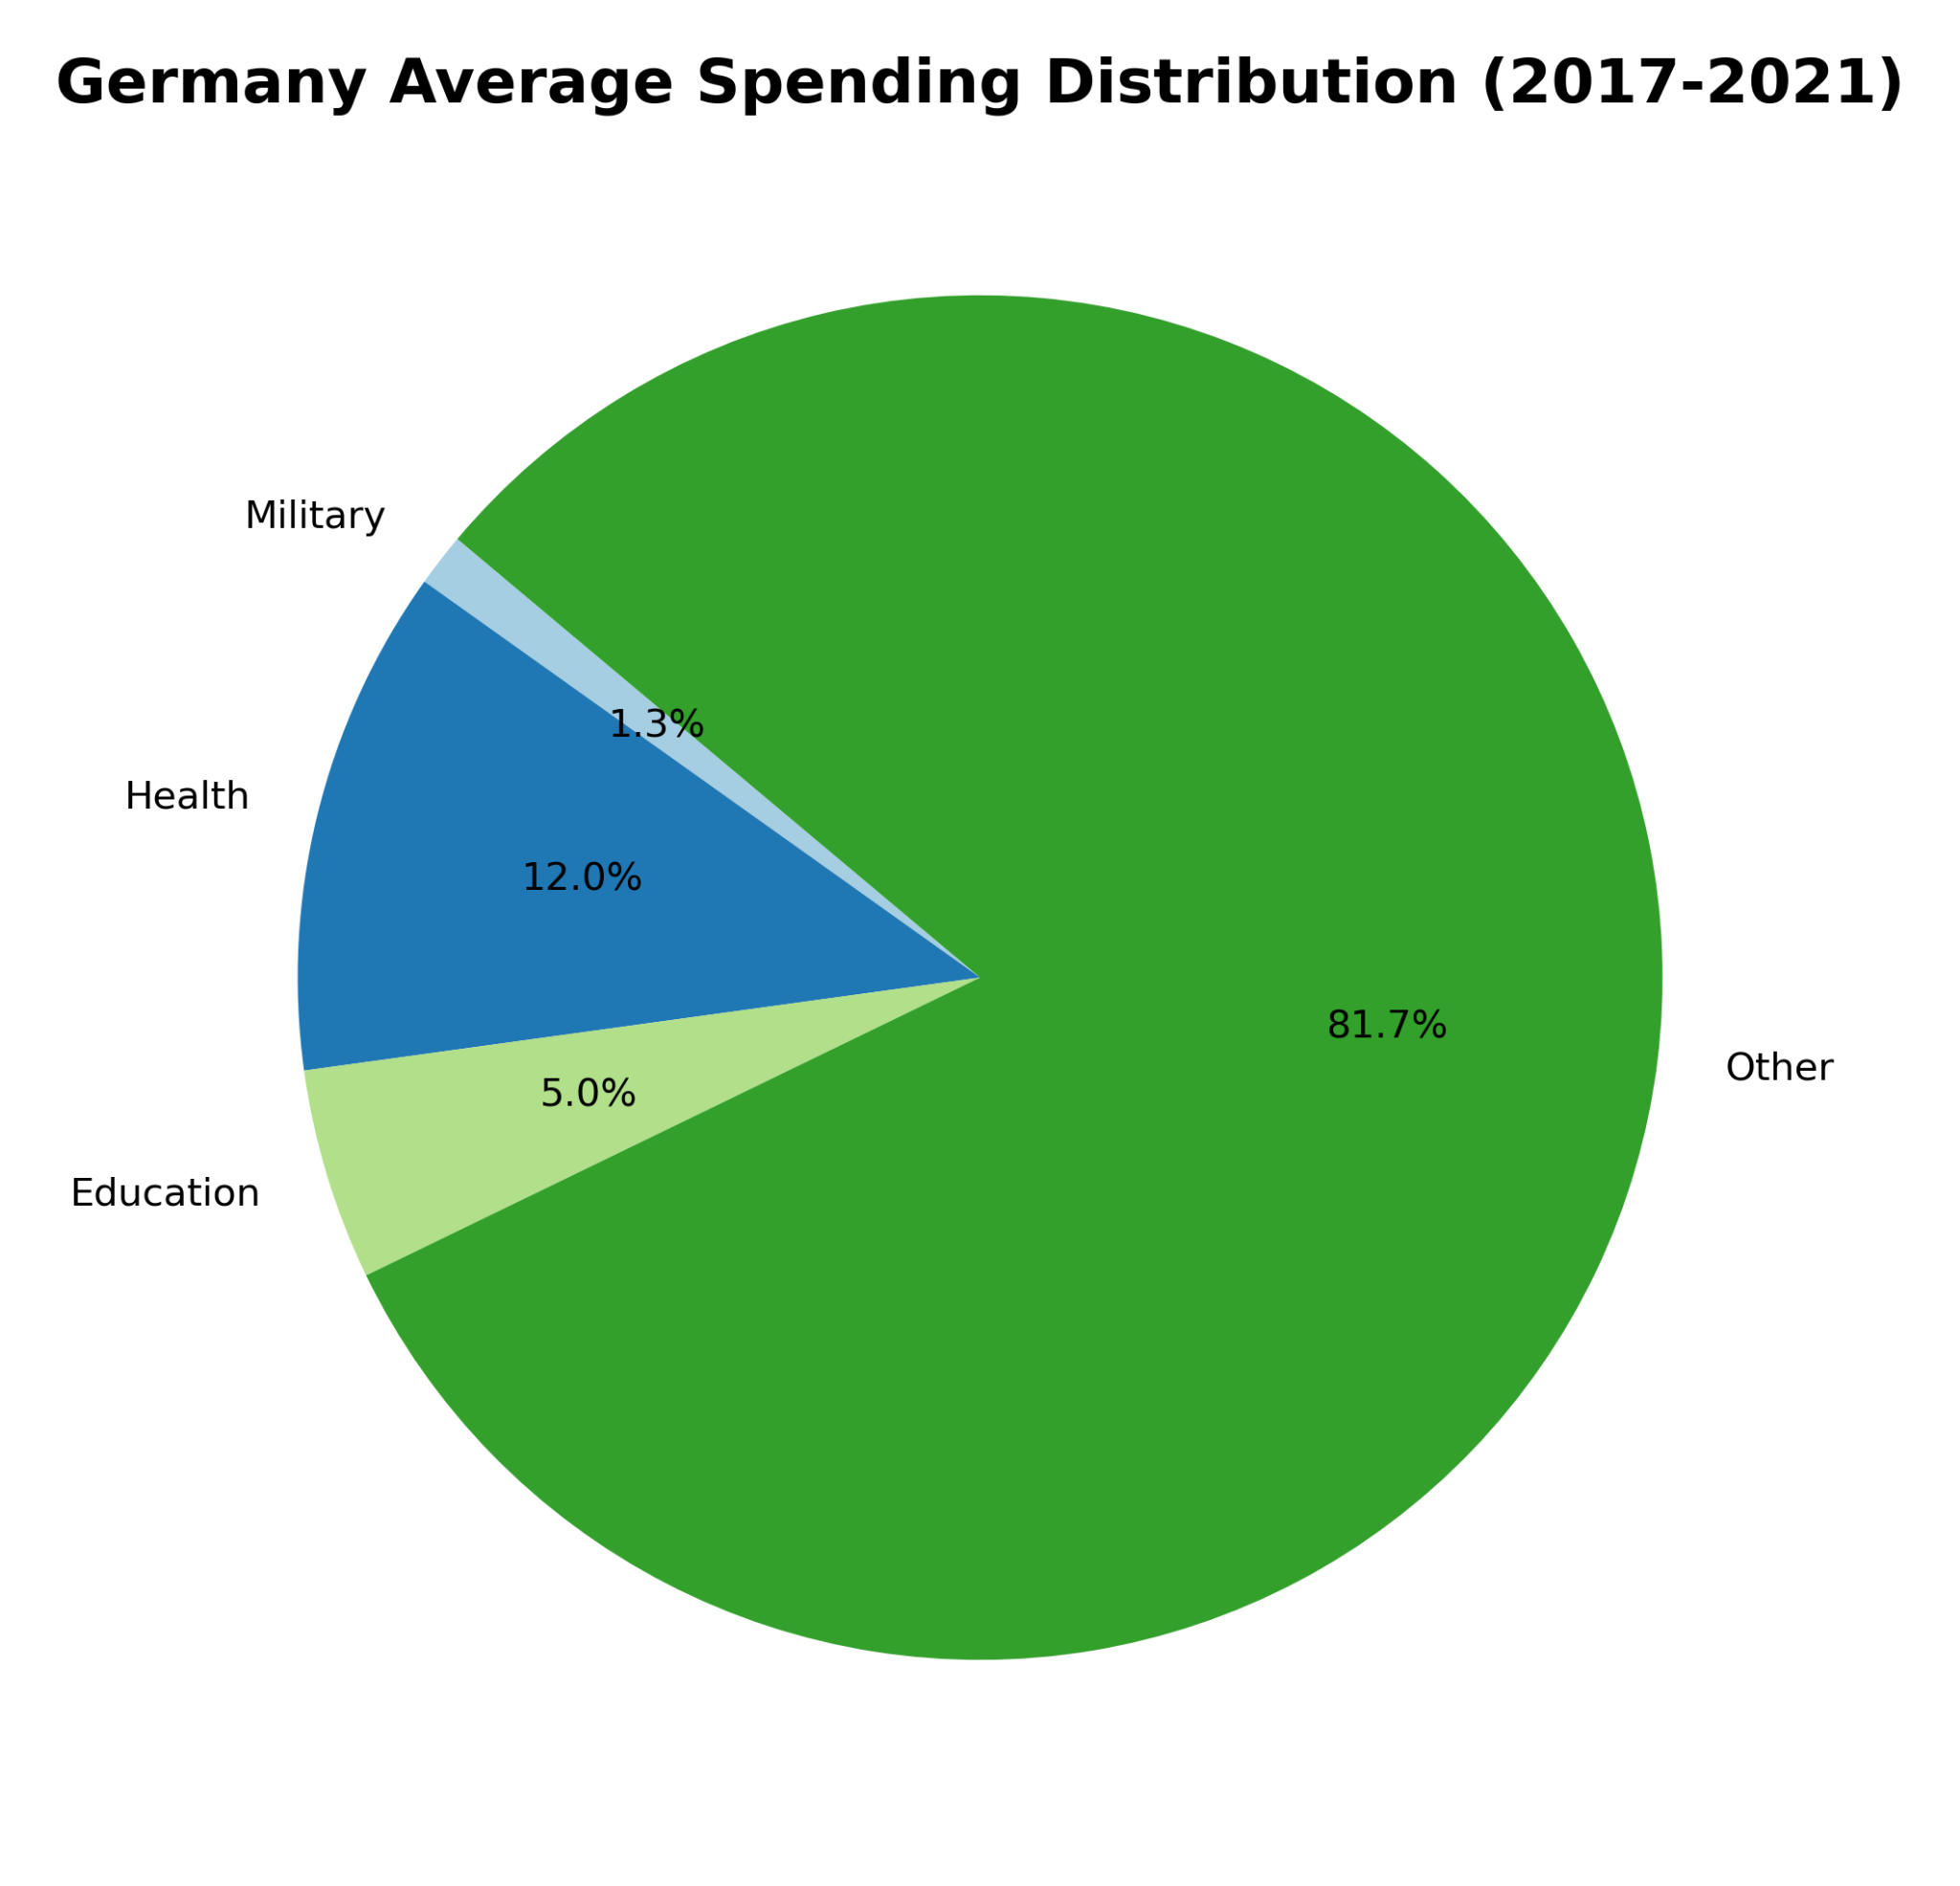 Germany Average Spending Distribution (2017-2021)
Military
1.3%
Health
12.0%
81.7%
Other
5.0%
Education